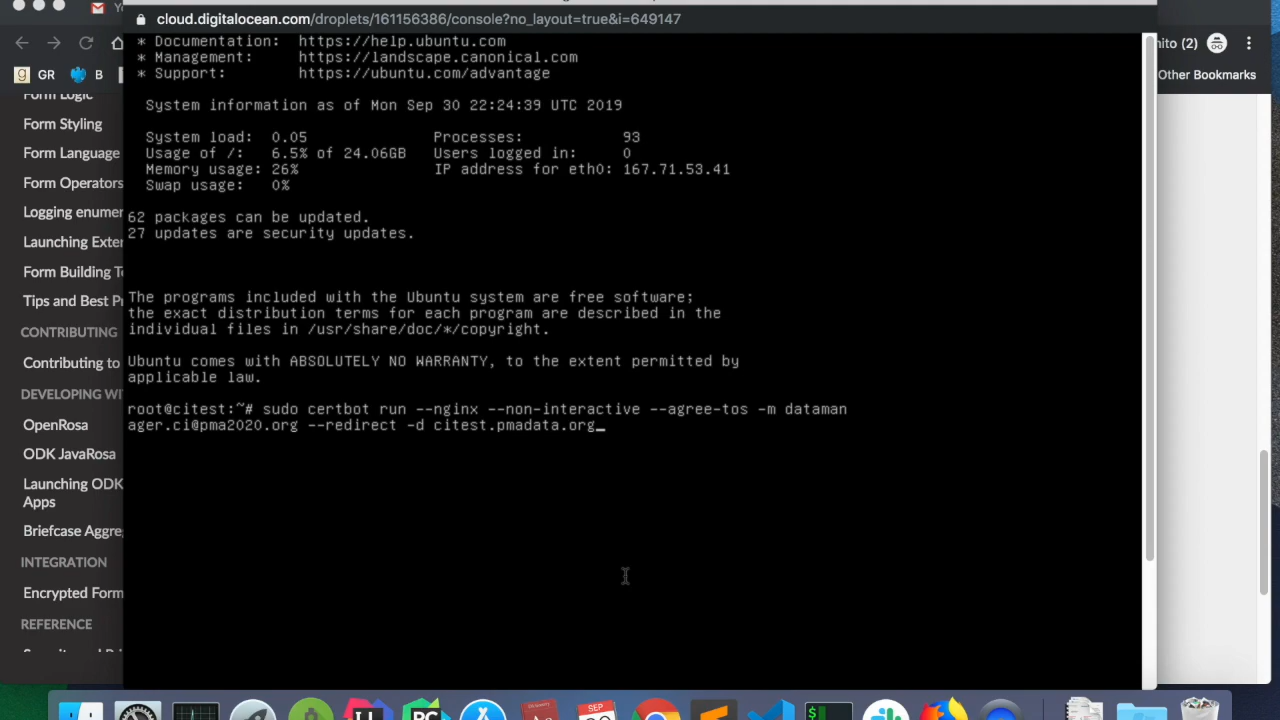 Y
cloud.digitalocean.com/droplets/161156386/console?no_layout=true&i=649147
nito (2)
GR
B
Other Bookmarks
Form Logic
Form Styling
Form Language
Form Operators
Logging enumer
Launching Exter
Form Building T
Tips and Best P
CONTRIBUTING
Contributing to
DEVELOPING WI
OpenRosa
ODK JavaRosa
Launching ODK
Apps
Briefcase Aggre
INTEGRATION
Encrypted Form
REFERENCE
* Documentation: https://help.ubuntu.com
* Management: https://landscape.canonical.com
* Support: https://ubuntu.com/advantage
System information as of Mon Sep 30 22:24:39 UTC 2019
System load: 0.05 Processes: 93
Usage of /: 6.5% of 24.06GB Users logged in: 0
Memory usage: 26% IP address for eth0: 167.71.53.41
Swap usage: 0%
62 packages can be updated.
27 updates are security updates.
The programs included with the Ubuntu system are free software;
the exact distribution terms for each program are described in the
individual files in /usr/share/doc/*/copyright.
Ubuntu comes with ABSOLUTELY NO WARRANTY, to the extent permitted by
applicable law.
root@citest:~# sudo certbot run --nginx --non-interactive --agree-tos -m dataman
ager.ci@pma2020.org --redirect -d citest.pmadata.org_